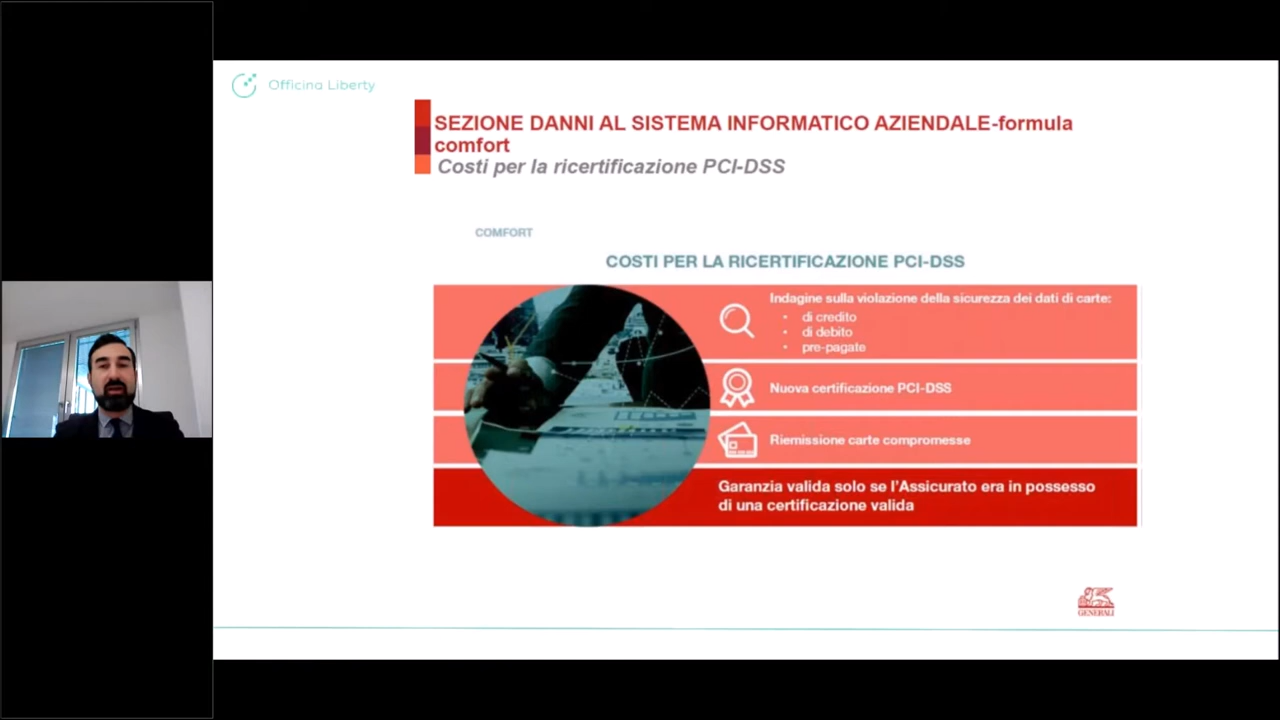 Officina Liberty
SEZIONE DANNI AL SISTEMA INFORMATICO AZIENDALE-formula
comfort
Costi per la ricertificazione PCI-DSS
COMFORT
COSTI PER LA RICERTIFICAZIONE PCI-DSS
Indagine sulla violazione della sicurezza dei dati di carte:
• di credito
• di debito
• pre-pagate
Nuova certificazione PCI-DSS
Riemissione carte compromesse
Garanzia valida solo se l'Assicurato era in possesso
di una certificazione valida
GENERALI